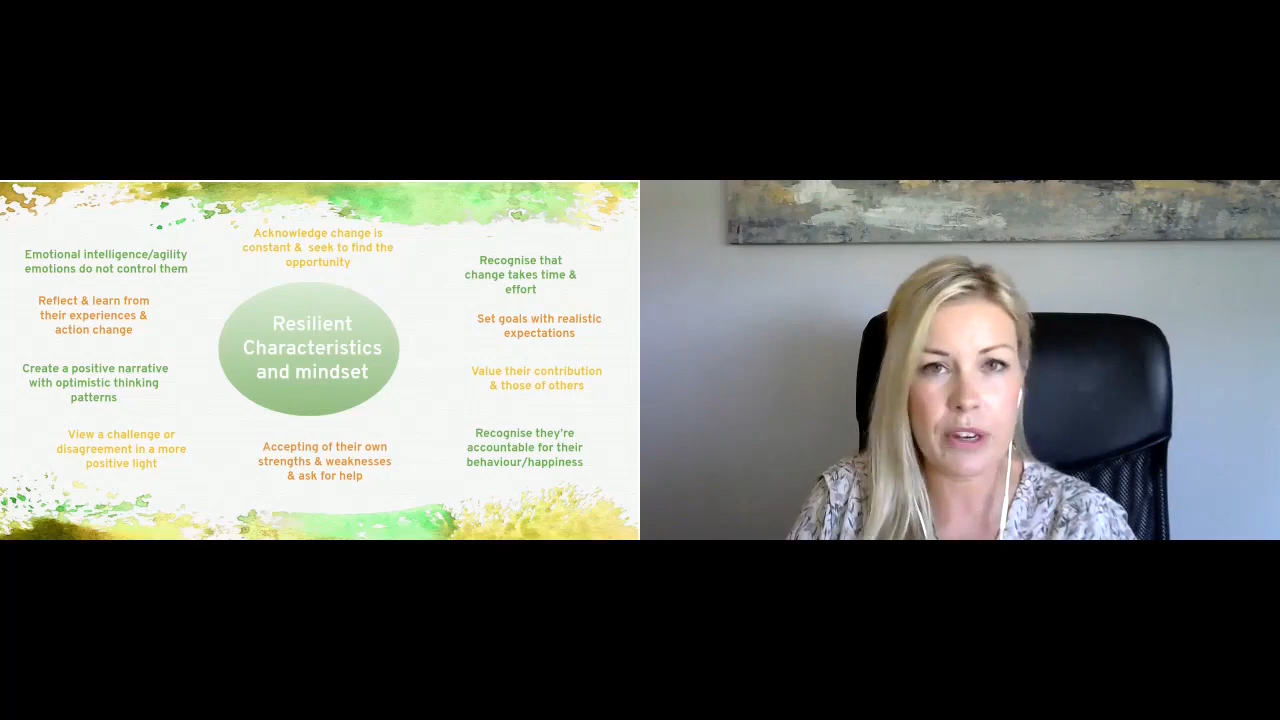 Acknowledge change is
constant &  seek to find the
opportunity
Emotional intelligence/agility
emotions do not control them
Recognise that
change takes time &
effort
Reflect & learn from
their experiences &
action change
Resilient
Characteristics
and mindset
Set goals with realistic
expectations
Create a positive narrative
with optimistic thinking
patterns
Value their contribution
& those of others
View a challenge or
disagreement in a more
positive light
Accepting of their own
strengths & weaknesses
& ask for help
Recognise they're
accountable for their
behaviour/happiness